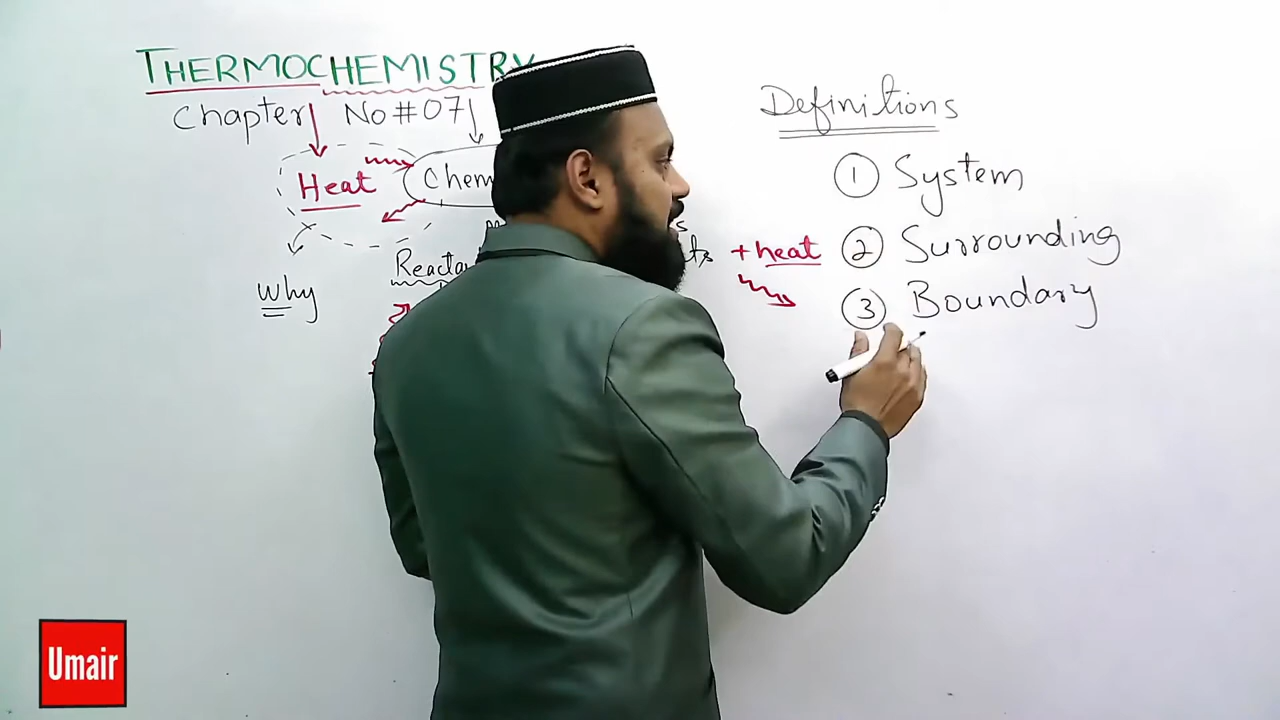 THERMOCHEMISTRY
Chapter No #07
Heat
Why
+ heat
Definitions
1 System
2 Surrounding
3 Boundary
Umair